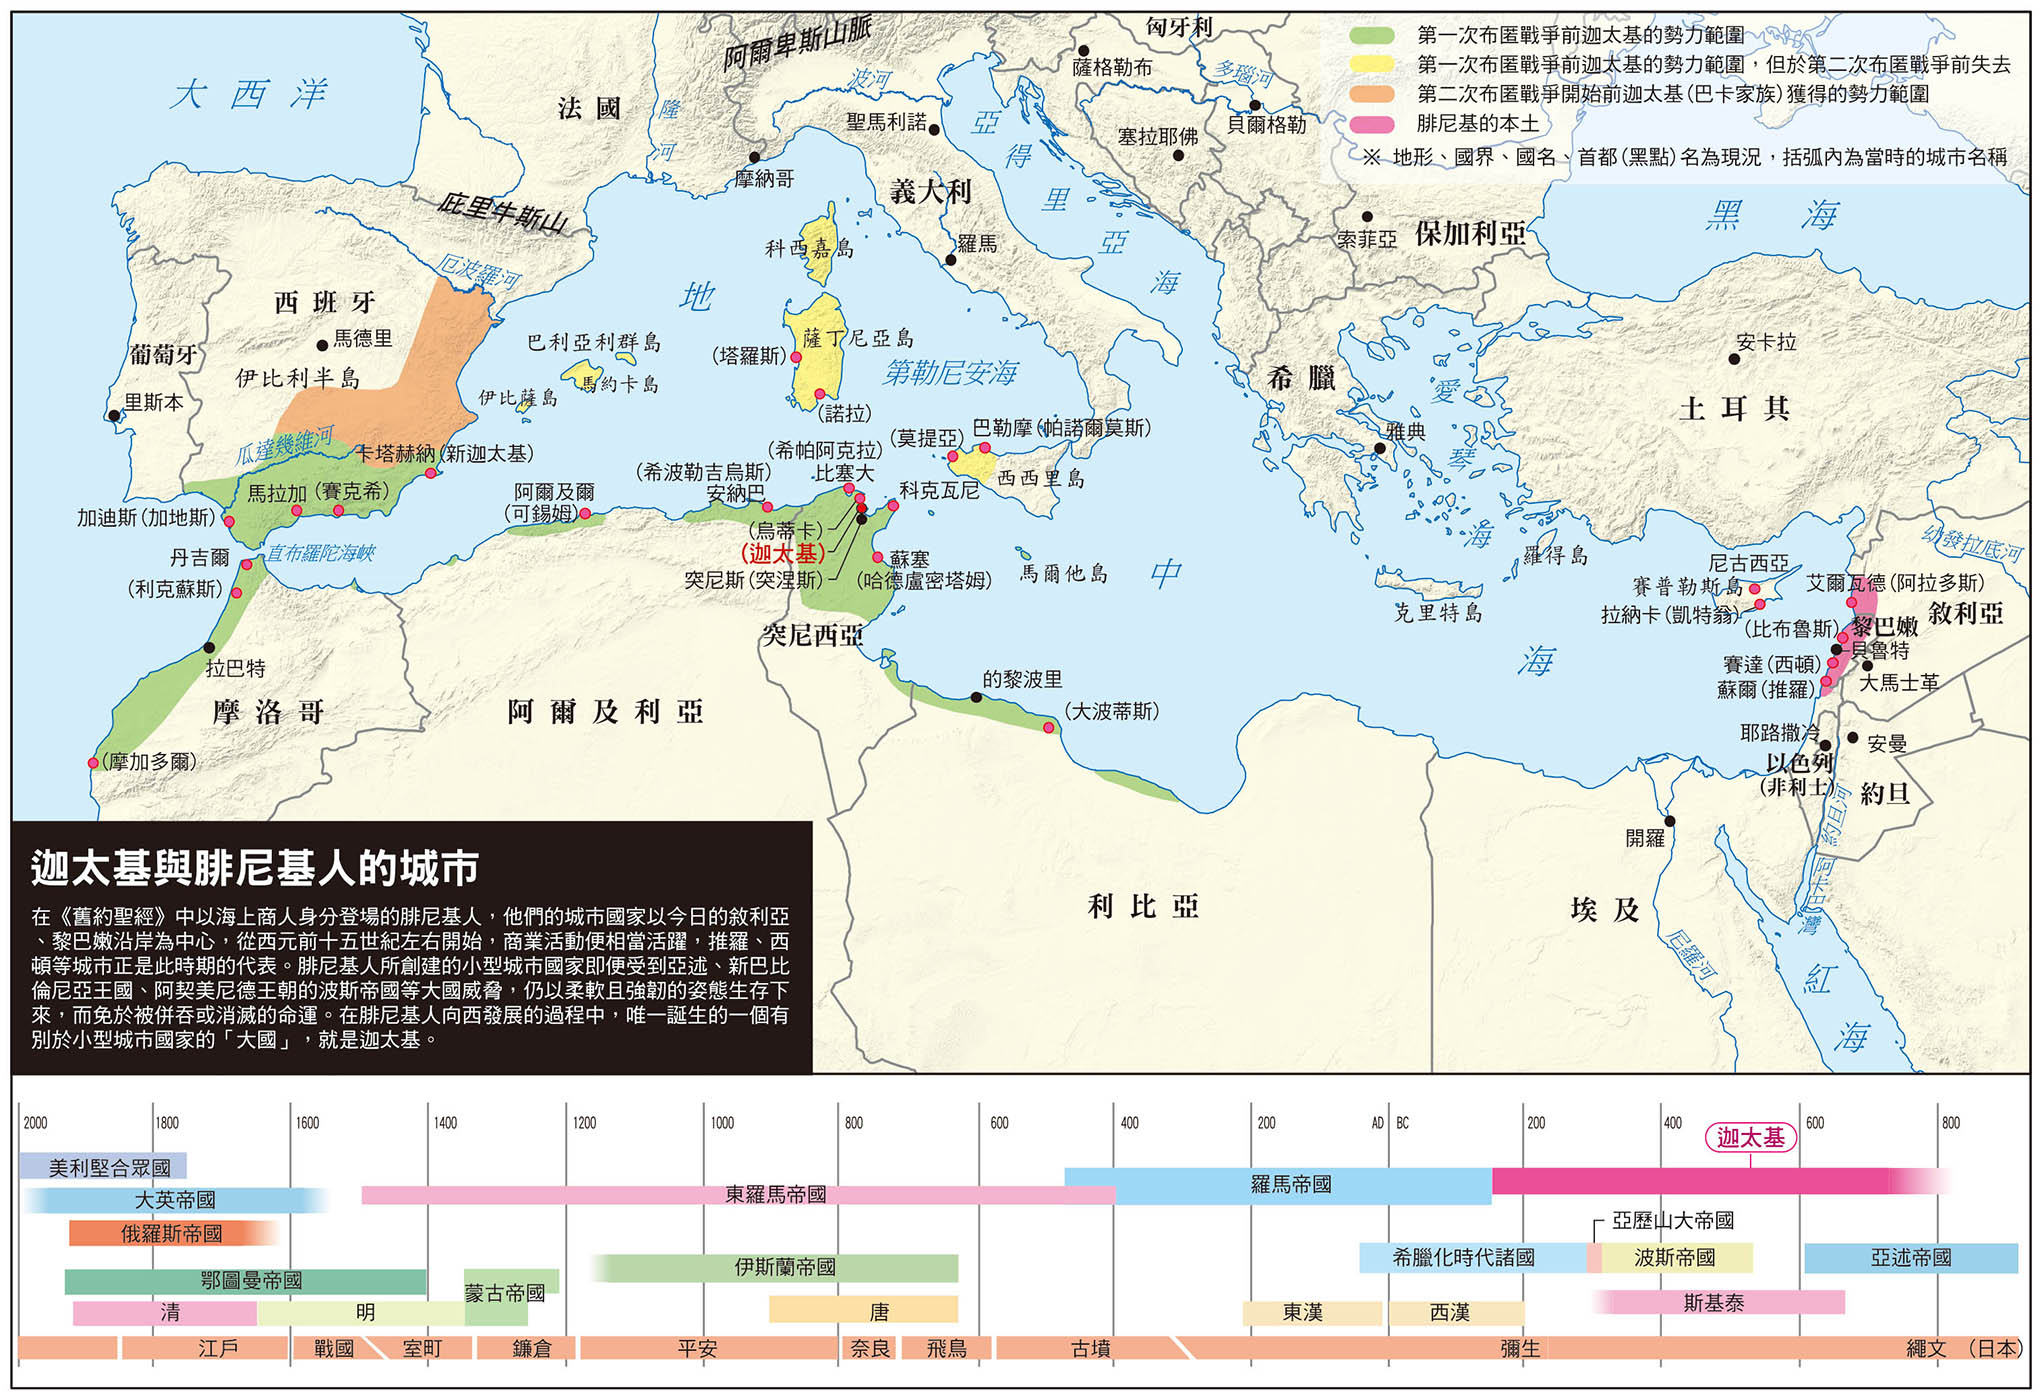 第一次布匿戰爭前迦太基的勢力範圍
第一次布匿戰爭前迦太基的勢力範圍，但於第二次布匿戰爭前失去
第二次布匿戰爭開始前迦太基(巴卡家族)獲得的勢力範圍
腓尼基的本土
※ 地形、國界、國名、首都(黑點)名為現況，括弧內為當時的城市名稱
大西洋
法國
隆河
阿爾卑斯山脈
波河
匈牙利
薩格勒布
多瑙河
貝爾格勒
聖馬利諾
塞拉耶佛
摩納哥
亞得里亞海
義大利
庇里牛斯山
厄波羅河
科西嘉島
羅馬
索菲亞
保加利亞
黑海
西班牙
馬德里
葡萄牙
伊比利半島
里斯本
巴利亞利群島
馬約卡島
伊比薩島
地
中
海
(塔羅斯)
薩丁尼亞島
(諾拉)
第勒尼安海
希臘
愛琴海
安卡拉
土耳其
雅典
瓜達幾維河
卡塔赫納(新迦太基)
馬拉加
(賽克希)
加迪斯(加地斯)
直布羅陀海峽
丹吉爾
(利克蘇斯)
拉巴特
摩洛哥
(摩加多爾)
阿爾及爾
(可錫姆)
(希波勒吉烏斯)
安納巴
(希帕阿克拉)
比塞大
(莫提亞)
巴勒摩(帕諾爾莫斯)
西西里島
科克瓦尼
(烏蒂卡)
(迦太基)
突尼斯(突涅斯)
蘇塞
(哈德盧密塔姆)
馬爾他島
突尼西亞
阿爾及利亞
的黎波里
(大波蒂斯)
利比亞
克里特島
羅得島
尼古西亞
賽普勒斯島
拉納卡(凱特翁)
幼發拉底河
艾爾瓦德(阿拉多斯)
敘利亞
(比布魯斯)
黎巴嫩
貝魯特
賽達(西頓)
大馬士革
蘇爾(推羅)
耶路撒冷
安曼
以色列
(非利士)
約旦
約旦河
阿卡巴灣
開羅
埃及
尼羅河
紅海
迦太基與腓尼基人的城市
在《舊約聖經》中以海上商人身分登場的腓尼基人，他們的城市國家以今日的敘利亞
、黎巴嫩沿岸為中心，從西元前十五世紀左右開始，商業活動便相當活躍，推羅、西
頓等城市正是此時期的代表。腓尼基人所創建的小型城市國家即便受到亞述、新巴比
倫尼亞王國、阿契美尼德王朝的波斯帝國等大國威脅，仍以柔軟且強韌的姿態生存下
來，而免於被併吞或消滅的命運。在腓尼基人向西發展的過程中，唯一誕生的一個有
別於小型城市國家的「大國」，就是迦太基。
2000 1800 1600 1400 1200 1000 800 600 400 200 AD BC 200 400 600 800
迦太基
美利堅合眾國
大英帝國
東羅馬帝國
羅馬帝國
俄羅斯帝國
亞歷山大帝國
鄂圖曼帝國
蒙古帝國
伊斯蘭帝國
希臘化時代諸國
波斯帝國
亞述帝國
清
明
唐
東漢
西漢
斯基泰
江戶 戰國 室町 鐮倉 平安 奈良 飛鳥 古墳 彌生 繩文 (日本)